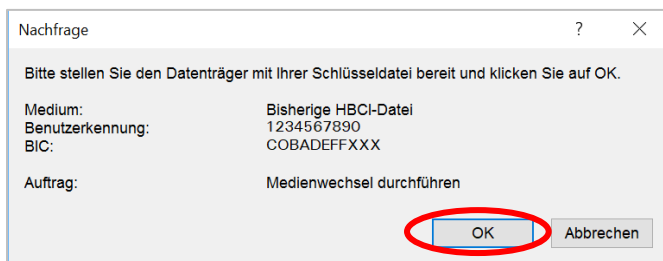 Nachfrage ? ×
Bitte stellen Sie den Datenträger mit Ihrer Schlüsseldatei bereit und klicken Sie auf OK.
Medium: Bisherige HBCI-Datei
Benutzerkennung: 1234567890
BIC: COBADEFFXXX
Auftrag: Medienwechsel durchführen
OK Abbrechen